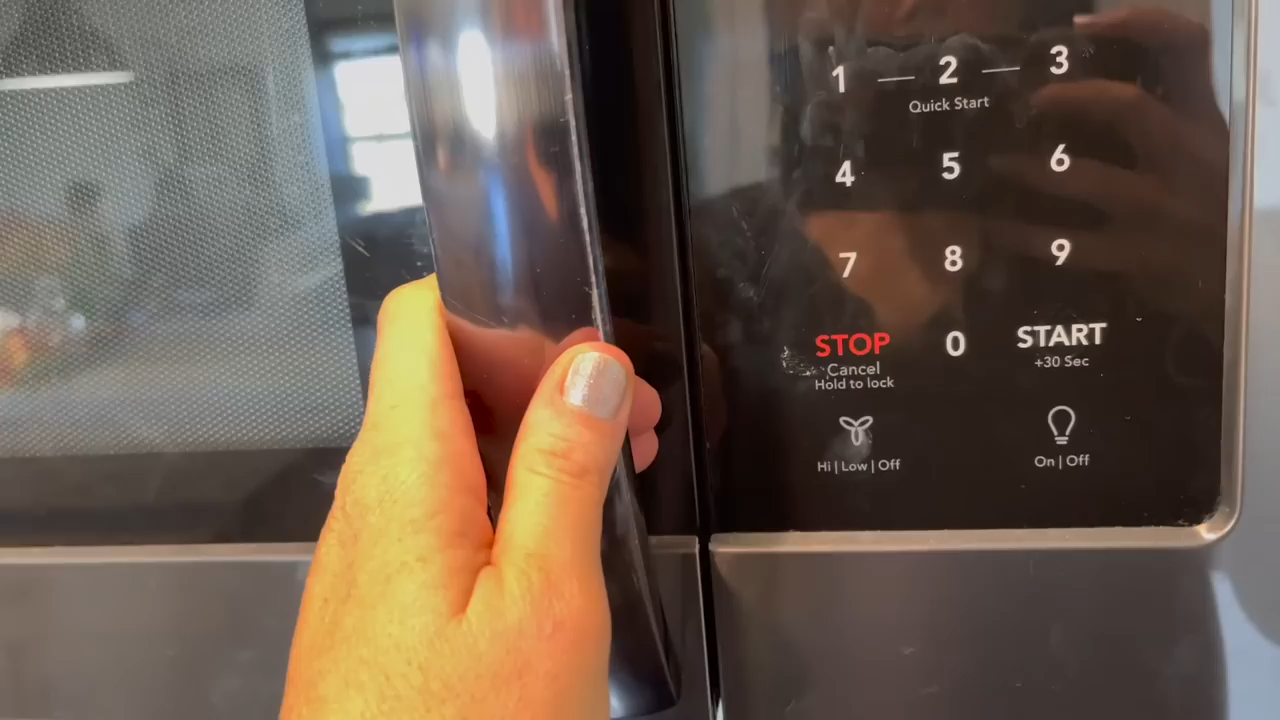 1 — 2 — 3
Quick Start
4 5 6
7 8 9
STOP 0 START
Cancel +30 Sec
Hold to lock
Hi | Low | Off On | Off